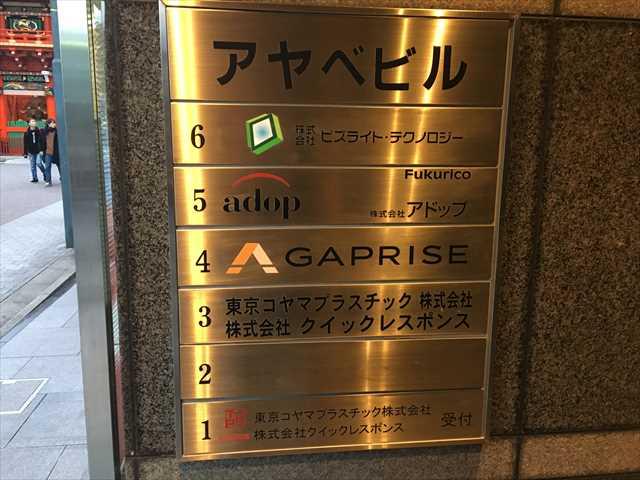 アヤベビル
6 株式会社 ビズライト・テクノロジー
5 adop Fukurico
株式会社 アドップ
4 GAPRISE
3 東京コヤマプラスチック 株式会社
株式会社 クイックレスポンス
2
1 東京コヤマプラスチック株式会社 受付
株式会社クイックレスポンス